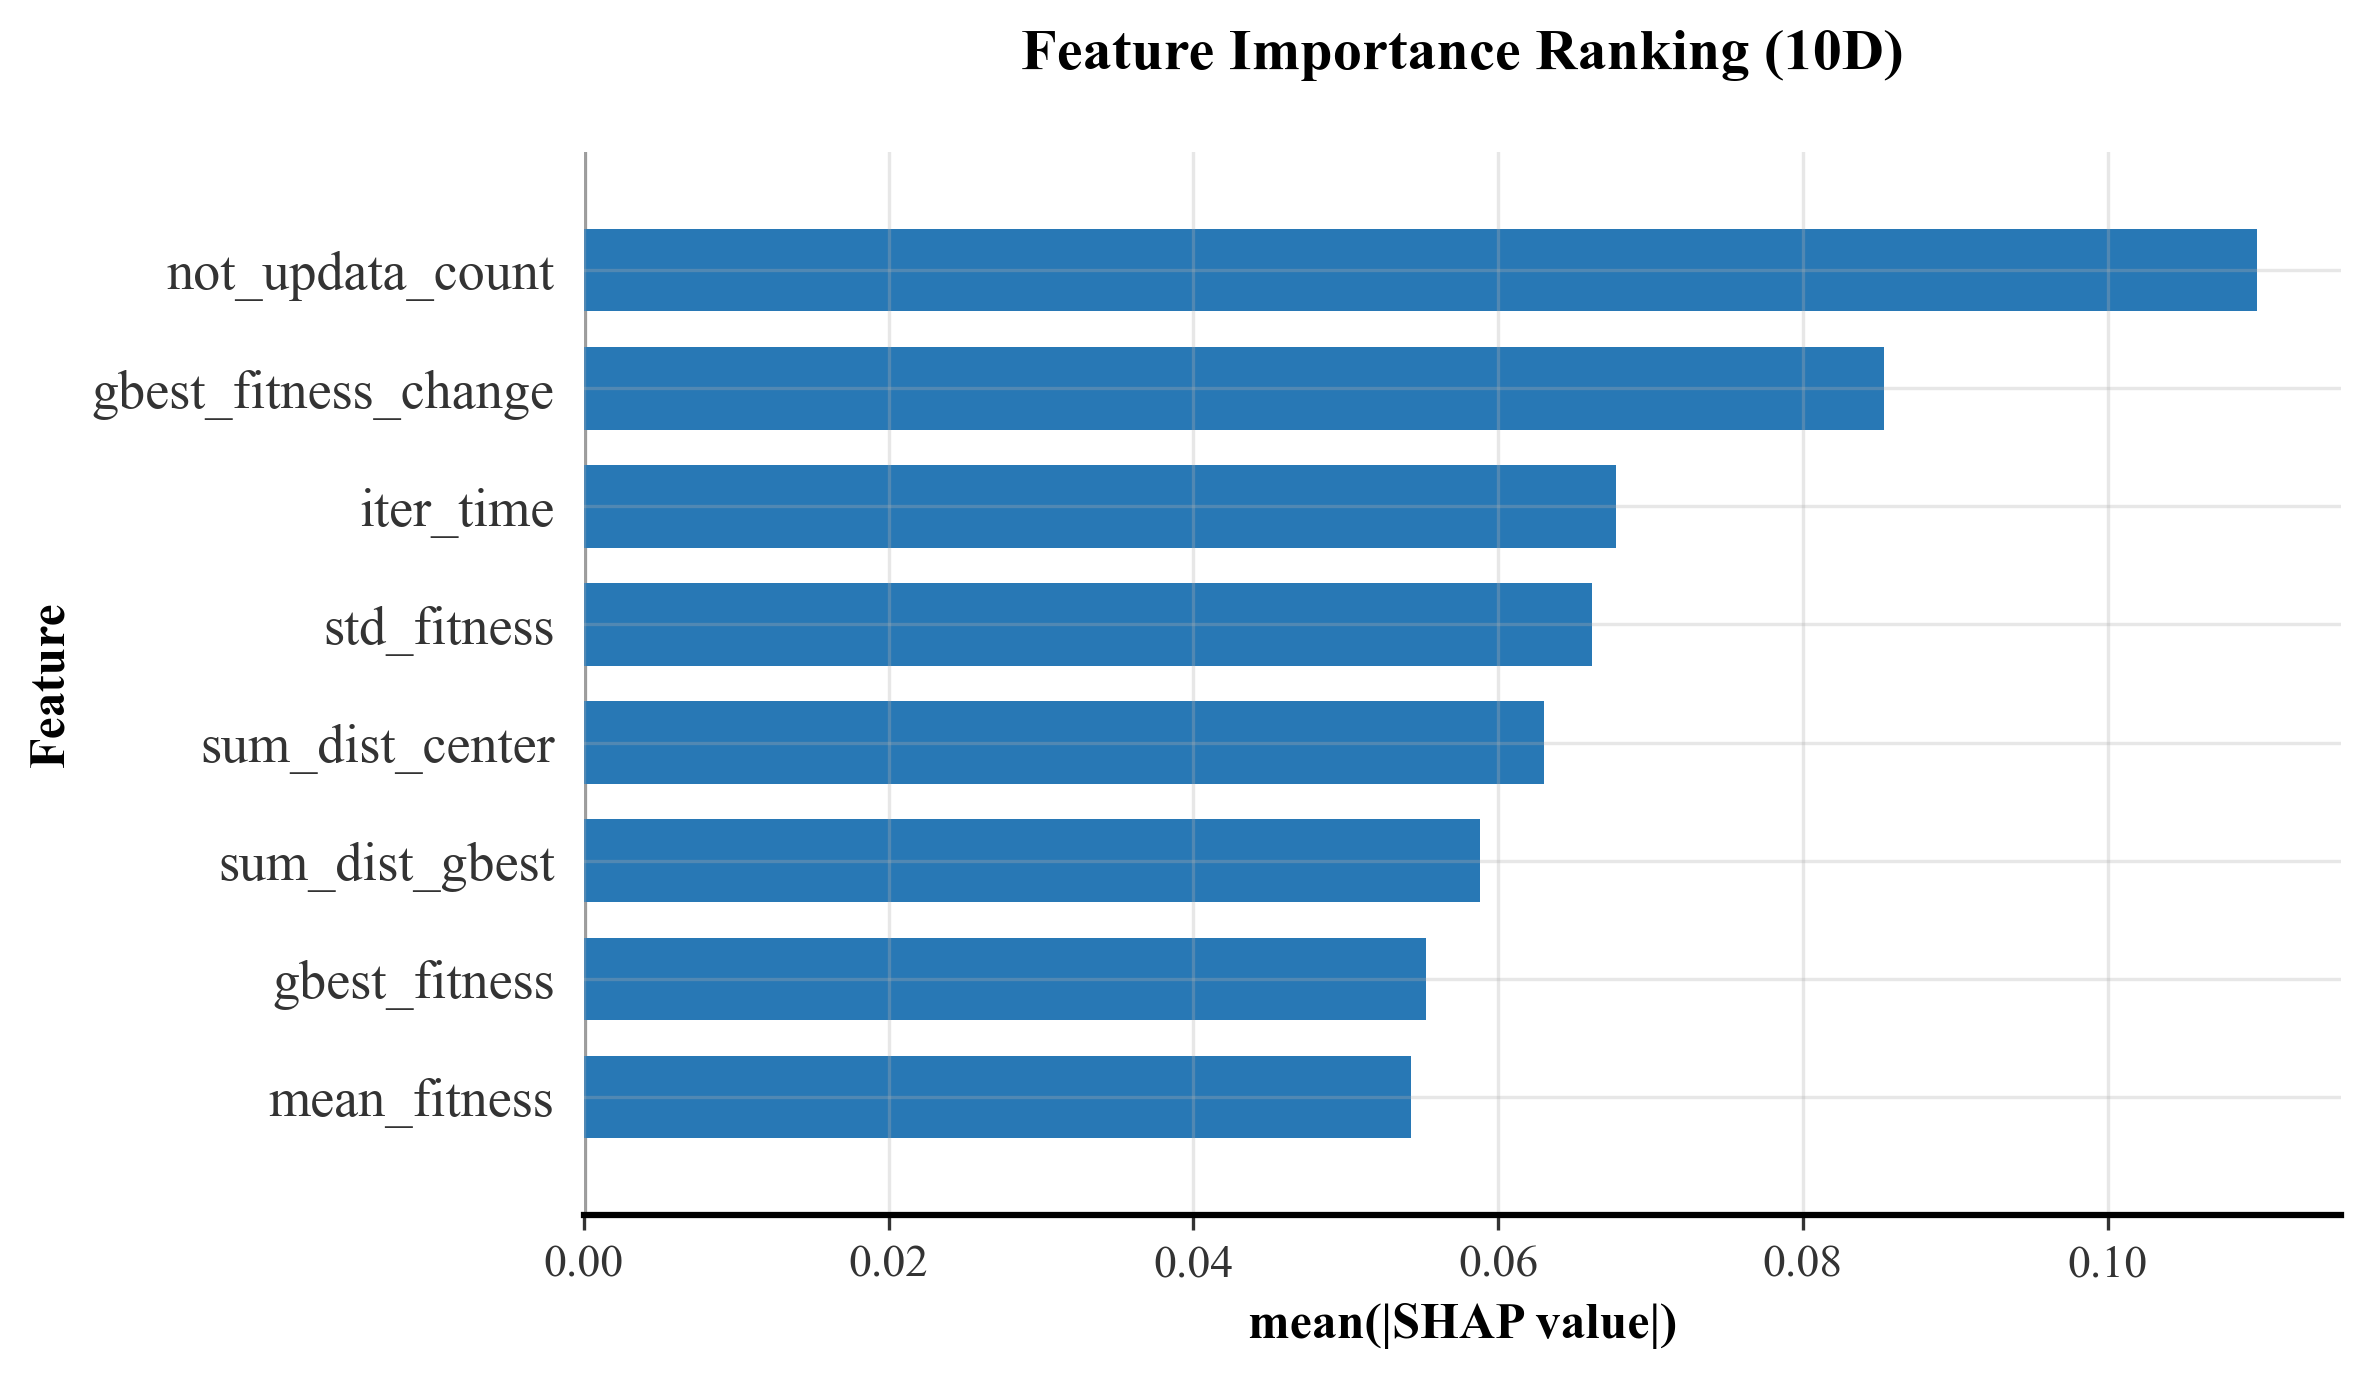 Feature Importance Ranking (10D)
not_updata_count
gbest_fitness_change
iter_time
std_fitness
sum_dist_center
sum_dist_gbest
gbest_fitness
mean_fitness
Feature
0.00 0.02 0.04 0.06 0.08 0.10
mean(|SHAP value|)